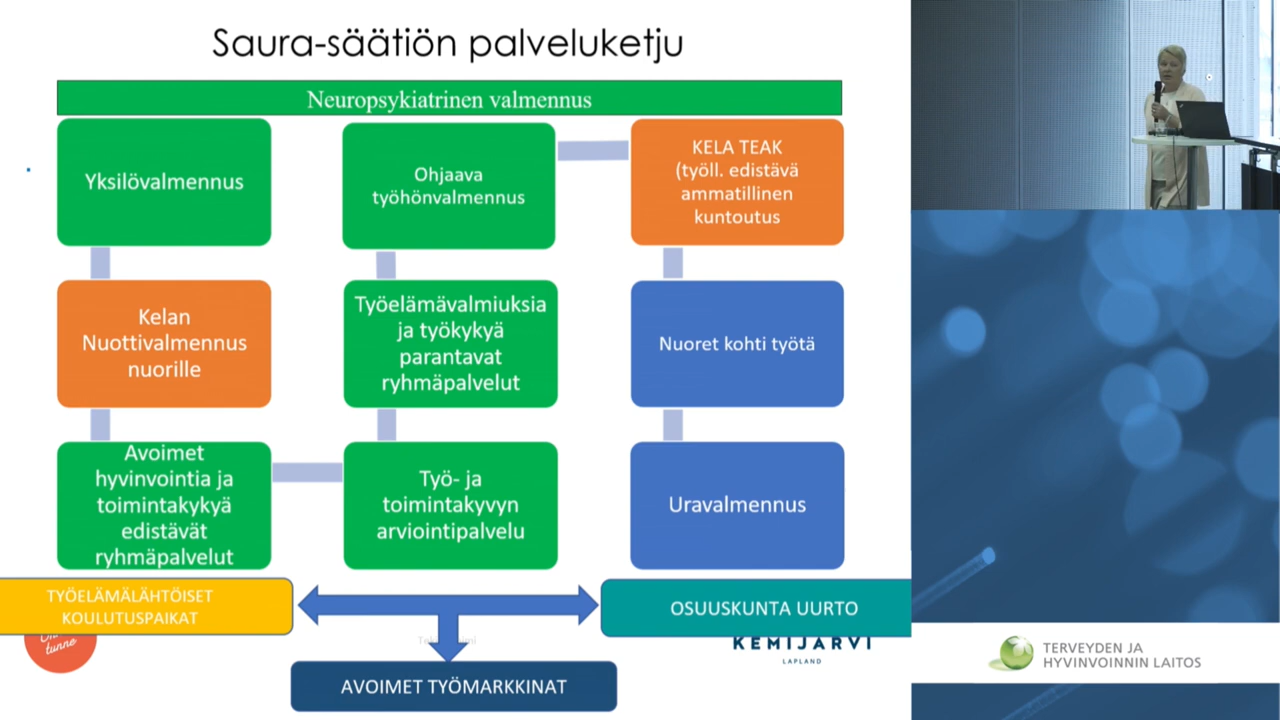 Saura-säätiön palveluketju
Neuropsykiatrinen valmennus
Yksilövalmennus
Kelan
Nuottivalmennus
nuorille
Avoimet
hyvinvointia ja
toimintakykyä
edistävät
ryhmäpalvelut
Työ- ja
toimintakyvyn
arviointipalvelu
Työelämävalmiuksia
ja työkykyä
parantavat
ryhmäpalvelut
Ohjaava
työhönvalmennus
KELA TEAK
(työll. edistävä
ammatillinen
kuntoutus
Nuoret kohti työtä
Uravalmennus
TYÖELÄMÄLÄHTÖISET
KOULUTUSPAIKAT
OSUUSKUNTA UURTO
tunne
KEMIJÄRVI
LAPLAND
AVOIMET TYÖMARKKINAT
TERVEYDEN JA
HYVINVOINNIN LAITOS